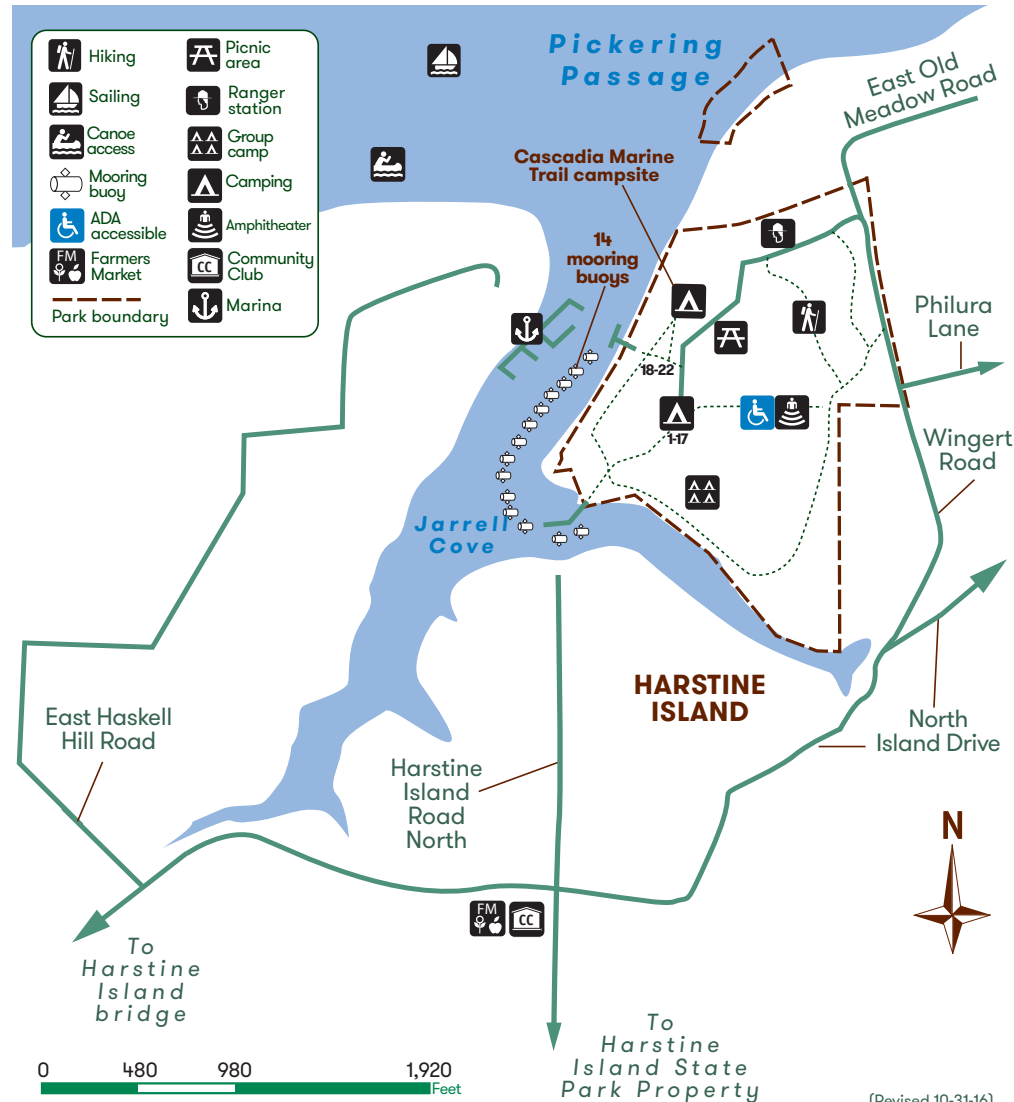 Hiking
Sailing
Canoe
access
Mooring
buoy
ADA
accessible
FM
Farmers
Market
Park boundary
Picnic
area
Ranger
station
Group
camp
Camping
Amphitheater
CC
Community
Club
Marina
Pickering
Passage
East Old
Meadow Road
Cascadia Marine
Trail campsite
14
mooring
buoys
Philura
Lane
18-22
1-17
Wingert
Road
Jarrell
Cove
HARSTINE
ISLAND
East Haskell
Hill Road
North
Island Drive
Harstine
Island
Road
North
N
FM
CC
To
Harstine
Island
bridge
To
Harstine
Island State
Park Property
0 480 980 1,920
Feet
(Revised 10-31-16)